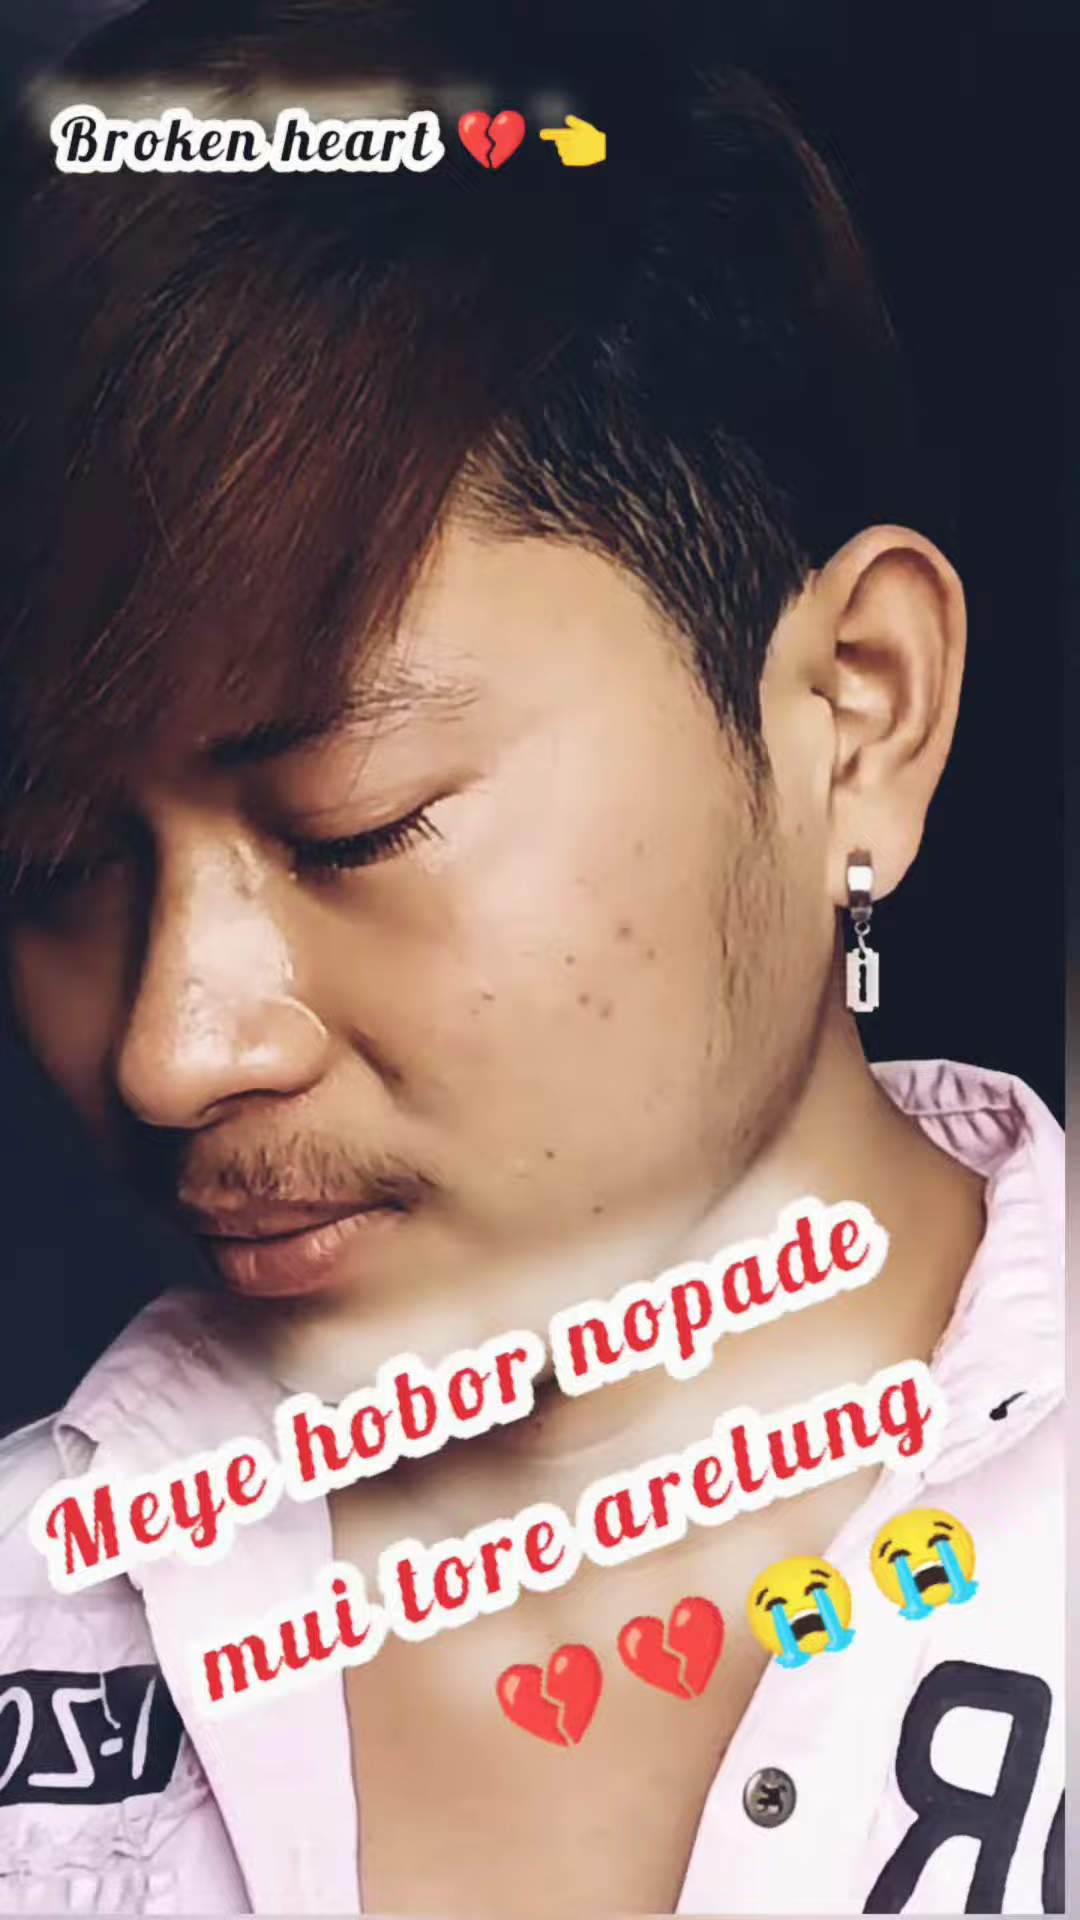 Broken heart 💔👈
Meye hobor nopade
mui tore arelung
💔💔😭😭